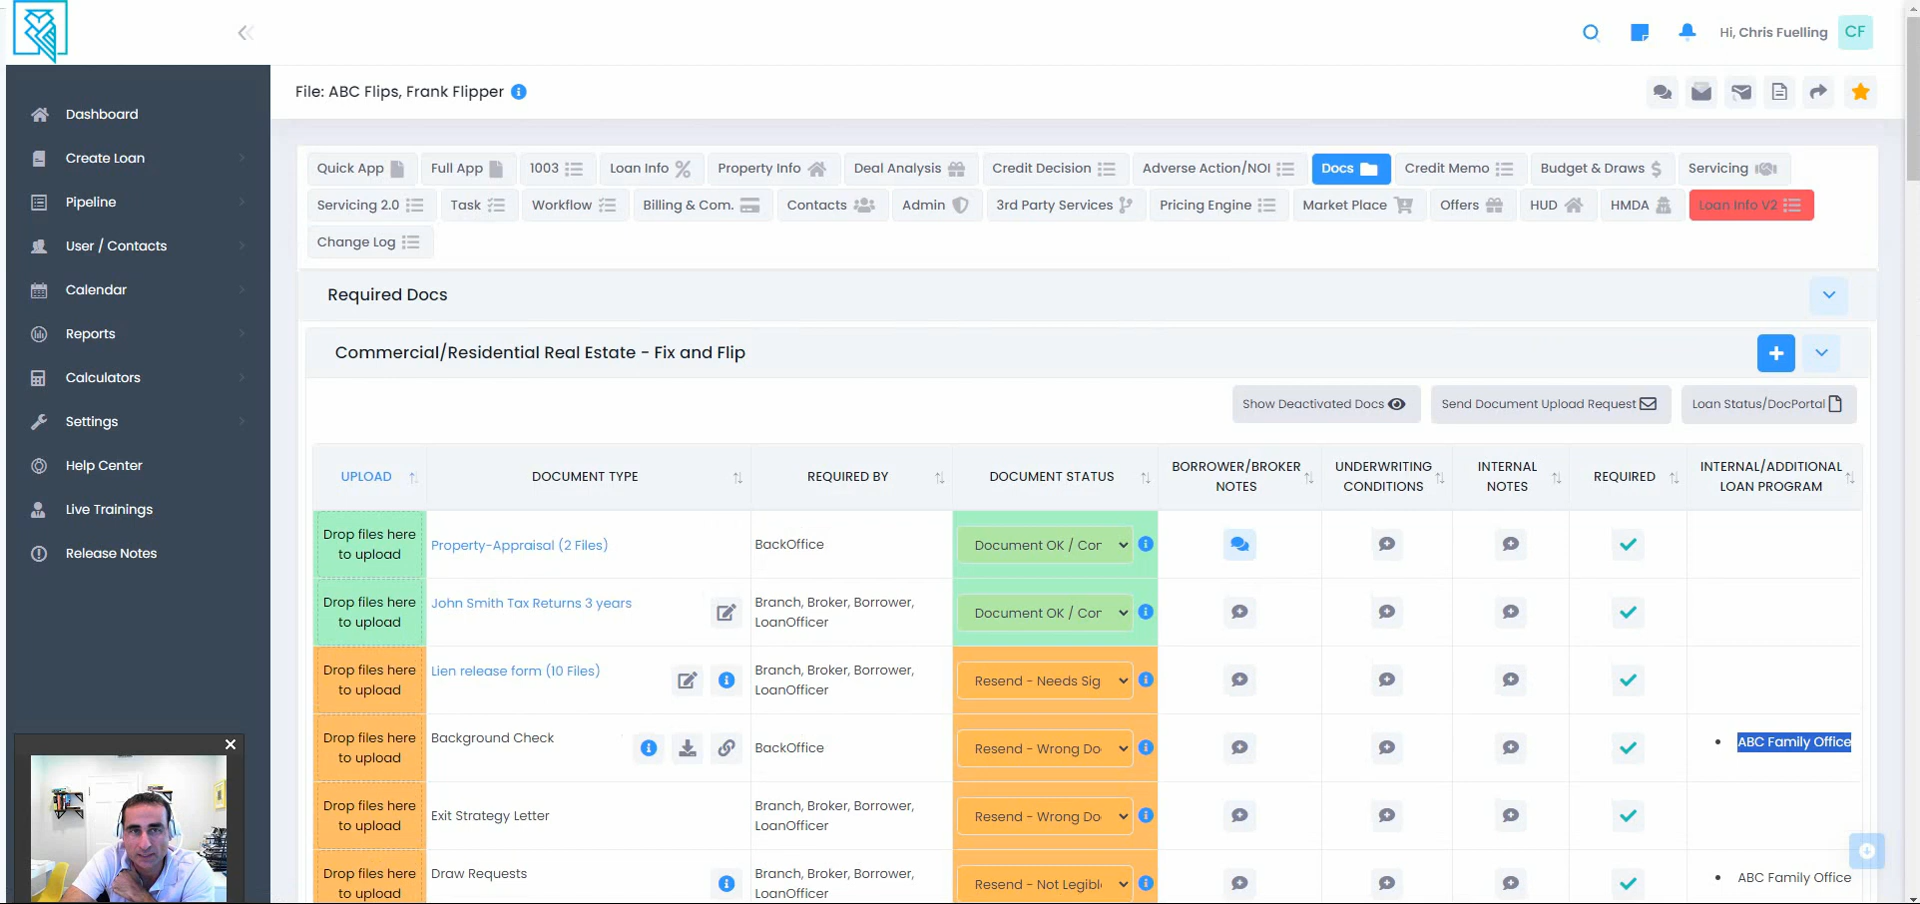 Hi, Chris Fuelling CF
File: ABC Flips, Frank Flipper
Dashboard
Create Loan
Pipeline
User / Contacts
Calendar
Reports
Calculators
Settings
Help Center
Live Trainings
Release Notes
Quick App Full App 1003 Loan Info Property Info Deal Analysis Credit Decision Adverse Action/NOI Docs Credit Memo Budget & Draws Servicing
Servicing 2.0 Task Workflow Billing & Com. Contacts Admin 3rd Party Services Pricing Engine Market Place Offers HUD HMDA Loan Info V2
Change Log
Required Docs
Commercial/Residential Real Estate - Fix and Flip
Show Deactivated Docs Send Document Upload Request Loan Status/DocPortal
UPLOAD DOCUMENT TYPE REQUIRED BY DOCUMENT STATUS BORROWER/BROKER NOTES UNDERWRITING CONDITIONS INTERNAL NOTES REQUIRED INTERNAL/ADDITIONAL LOAN PROGRAM
Drop files here to upload Property-Appraisal (2 Files) BackOffice Document OK / Cor
Drop files here to upload John Smith Tax Returns 3 years Branch, Broker, Borrower, LoanOfficer Document OK / Cor
Drop files here to upload Lien release form (10 Files) Branch, Broker, Borrower, LoanOfficer Resend - Needs Sig
Drop files here to upload Background Check BackOffice Resend - Wrong Do • ABC Family Office
Drop files here to upload Exit Strategy Letter Branch, Broker, Borrower, LoanOfficer Resend - Wrong Do
Drop files here to upload Draw Requests Branch, Broker, Borrower, LoanOfficer Resend - Not Legibl • ABC Family Office